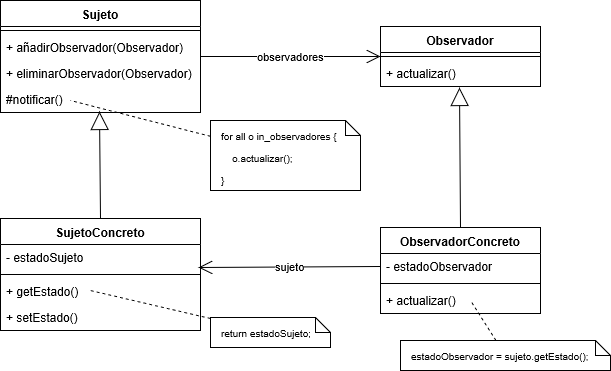 Sujeto
+ añadirObservador(Observador)
+ eliminarObservador(Observador)
#notificar()
observadores
Observador
+ actualizar()
for all o in_observadores {
o.actualizar();
}
SujetoConcreto
- estadoSujeto
+ getEstado()
+ setEstado()
sujeto
ObservadorConcreto
- estadoObservador
+ actualizar()
return estadoSujeto;
estadoObservador = sujeto.getEstado();